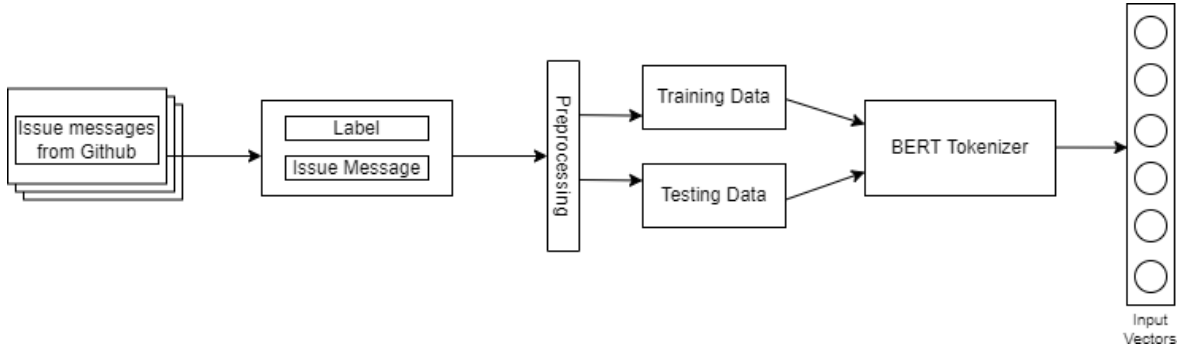 Issue messages
from Github
Label
Issue Message
Preprocessing
Training Data
Testing Data
BERT Tokenizer
Input
Vectors